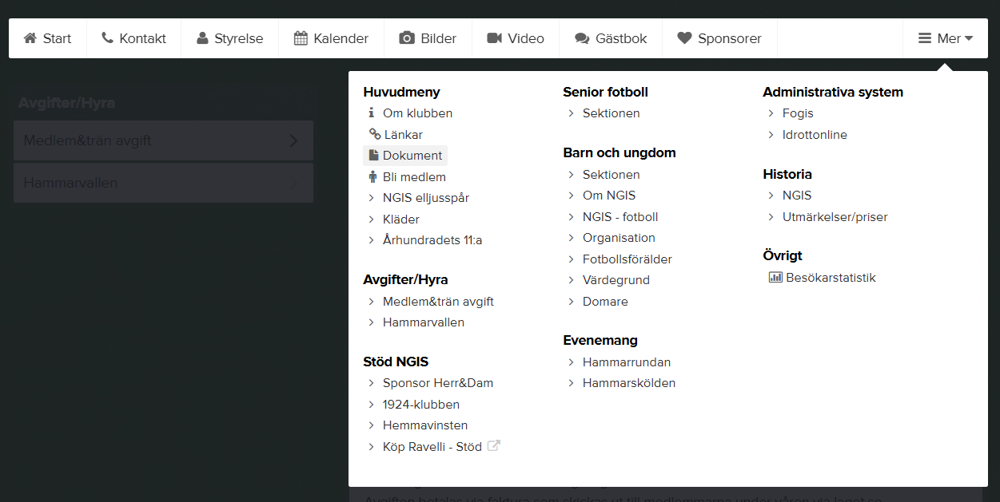 Start Kontakt Styrelse Kalender Bilder Video Gästbok Sponsorer Mer
Avgifter/Hyra
Medlem&trän avgift
Hammarvallen
Huvudmeny
Om klubben
Länkar
Dokument
Bli medlem
NGIS elljusspår
Kläder
Århundradets 11:a
Avgifter/Hyra
Medlem&trän avgift
Hammarvallen
Stöd NGIS
Sponsor Herr&Dam
1924-klubben
Hemmavinsten
Köp Ravelli - Stöd
Senior fotboll
Sektionen
Barn och ungdom
Sektionen
Om NGIS
NGIS - fotboll
Organisation
Fotbollsförälder
Värdegrund
Domare
Evenemang
Hammarrundan
Hammarskölden
Administrativa system
Fogis
Idrottonline
Historia
NGIS
Utmärkelser/priser
Övrigt
Besökarstatistik
Avgiften betalas via faktura som skickas ut till medlemmarna under våren via laget.se